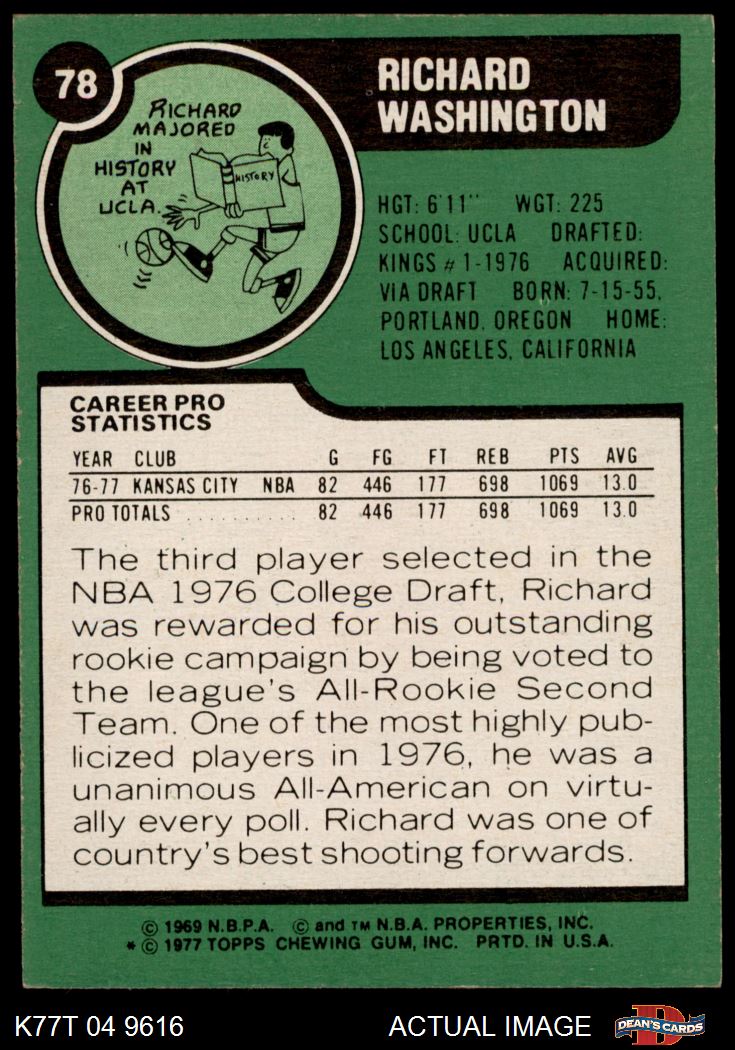 78
RICHARD
WASHINGTON
RICHARD
MAJORED
IN
HISTORY
AT
UCLA.
HISTORY
HGT: 6'11" WGT: 225
SCHOOL: UCLA DRAFTED:
KINGS # 1-1976 ACQUIRED:
VIA DRAFT BORN: 7-15-55,
PORTLAND, OREGON HOME:
LOS ANGELES, CALIFORNIA
CAREER PRO
STATISTICS
YEAR CLUB G FG FT REB PTS AVG
76-77 KANSAS CITY NBA 82 446 177 698 1069 13.0
PRO TOTALS .......... 82 446 177 698 1069 13.0
The third player selected in the
NBA 1976 College Draft, Richard
was rewarded for his outstanding
rookie campaign by being voted to
the league's All-Rookie Second
Team. One of the most highly pub-
licized players in 1976, he was a
unanimous All-American on virtu-
ally every poll. Richard was one of
country's best shooting forwards.
© 1969 N.B.P.A. © and TM N.B.A. PROPERTIES, INC.
* © 1977 TOPPS CHEWING GUM, INC. PRTD. IN U.S.A.
K77T 04 9616 ACTUAL IMAGE
D
DEAN'S CARDS